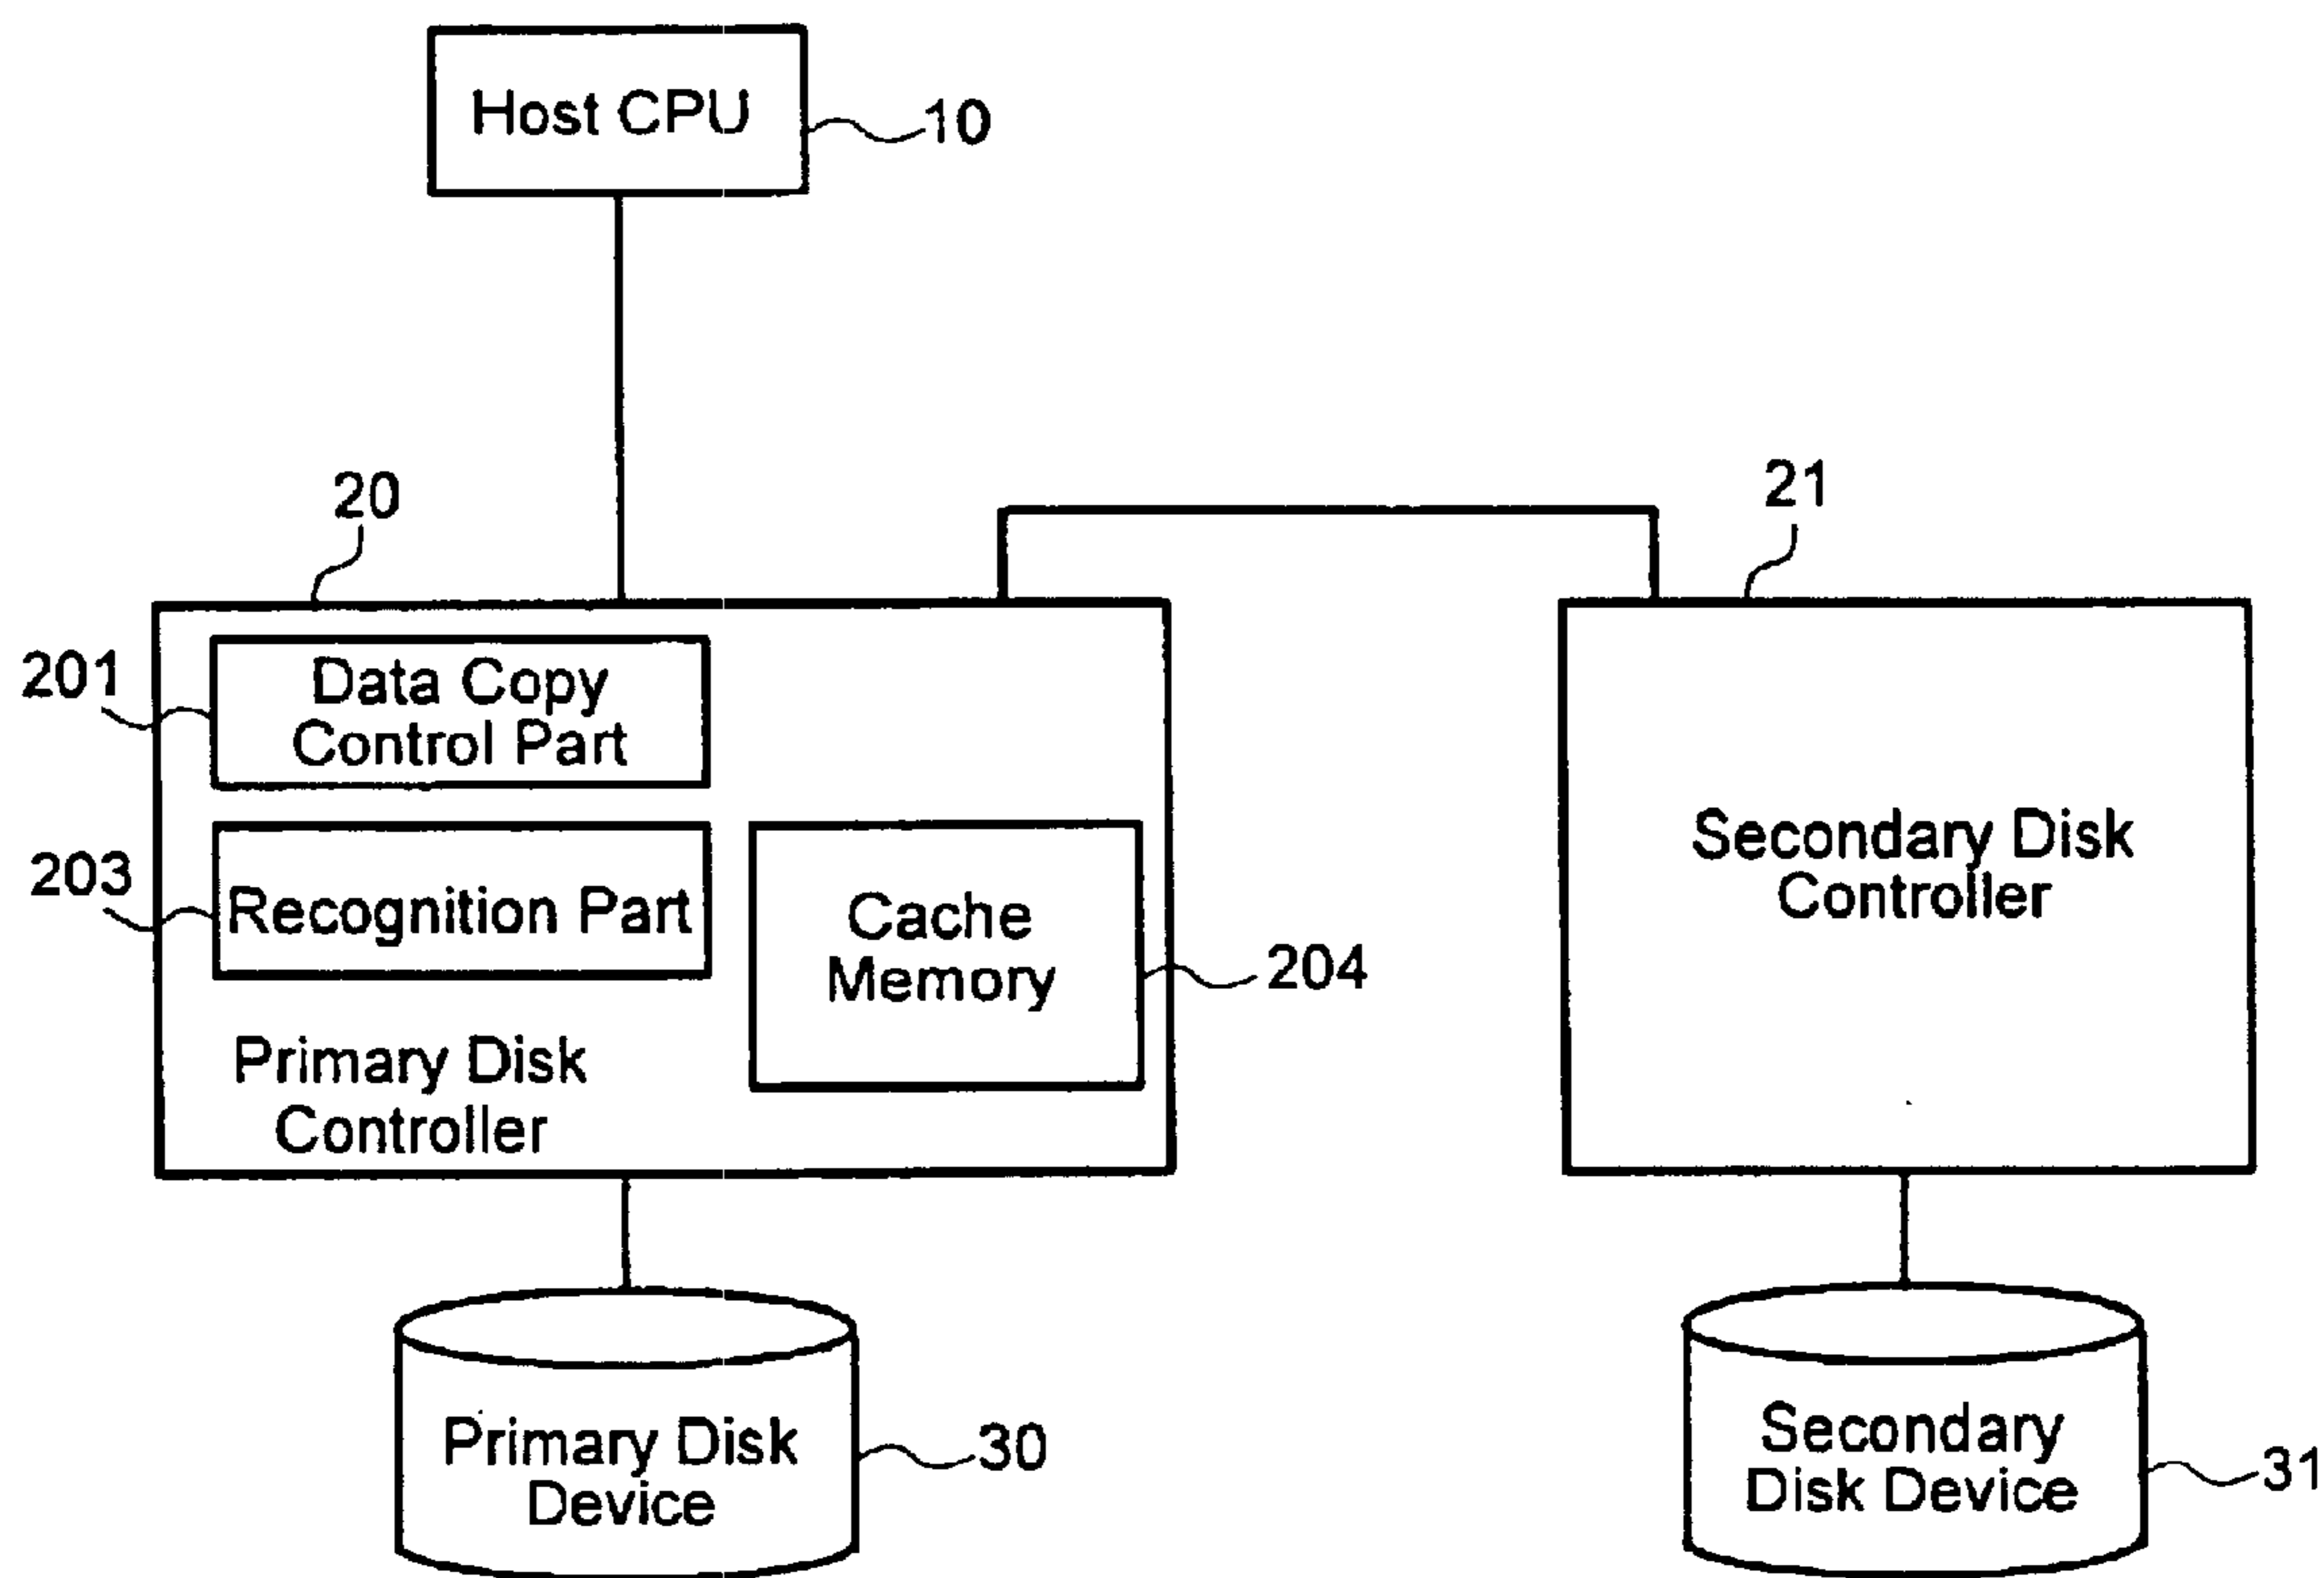 Host CPU
10
20
21
201
Data Copy
Control Part
203
Recognition Part
Cache
Memory
204
Primary Disk
Controller
Secondary Disk
Controller
Primary Disk
Device
30
Secondary
Disk Device
31